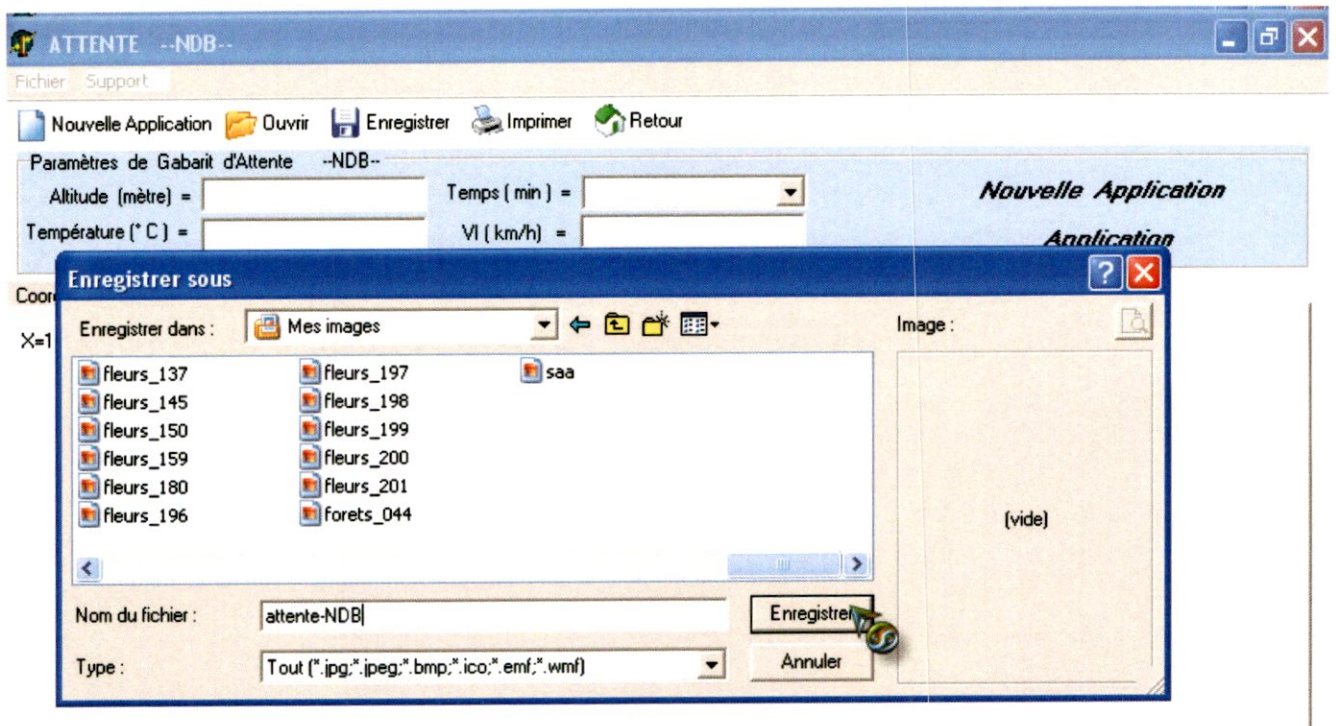 ATTENTE --NDB--
Fichier Support
Nouvelle Application Ouvrir Enregistrer Imprimer Retour
Paramètres de Gabarit d'Attente --NDB--
Altitude (mètre) = Temps ( min ) = Nouvelle Application
Température (° C ) = VI ( km/h) = Application
Enregistrer sous
Coor
Enregistrer dans : Mes images Image :
X=1
fleurs_137 fleurs_197 saa
fleurs_145 fleurs_198
fleurs_150 fleurs_199
fleurs_159 fleurs_200
fleurs_180 fleurs_201
fleurs_196 forets_044
(vide)
Nom du fichier : attente-NDB Enregistrer
Type : Tout (*.jpg;*.jpeg;*.bmp;*.ico;*.emf;*.wmf) Annuler